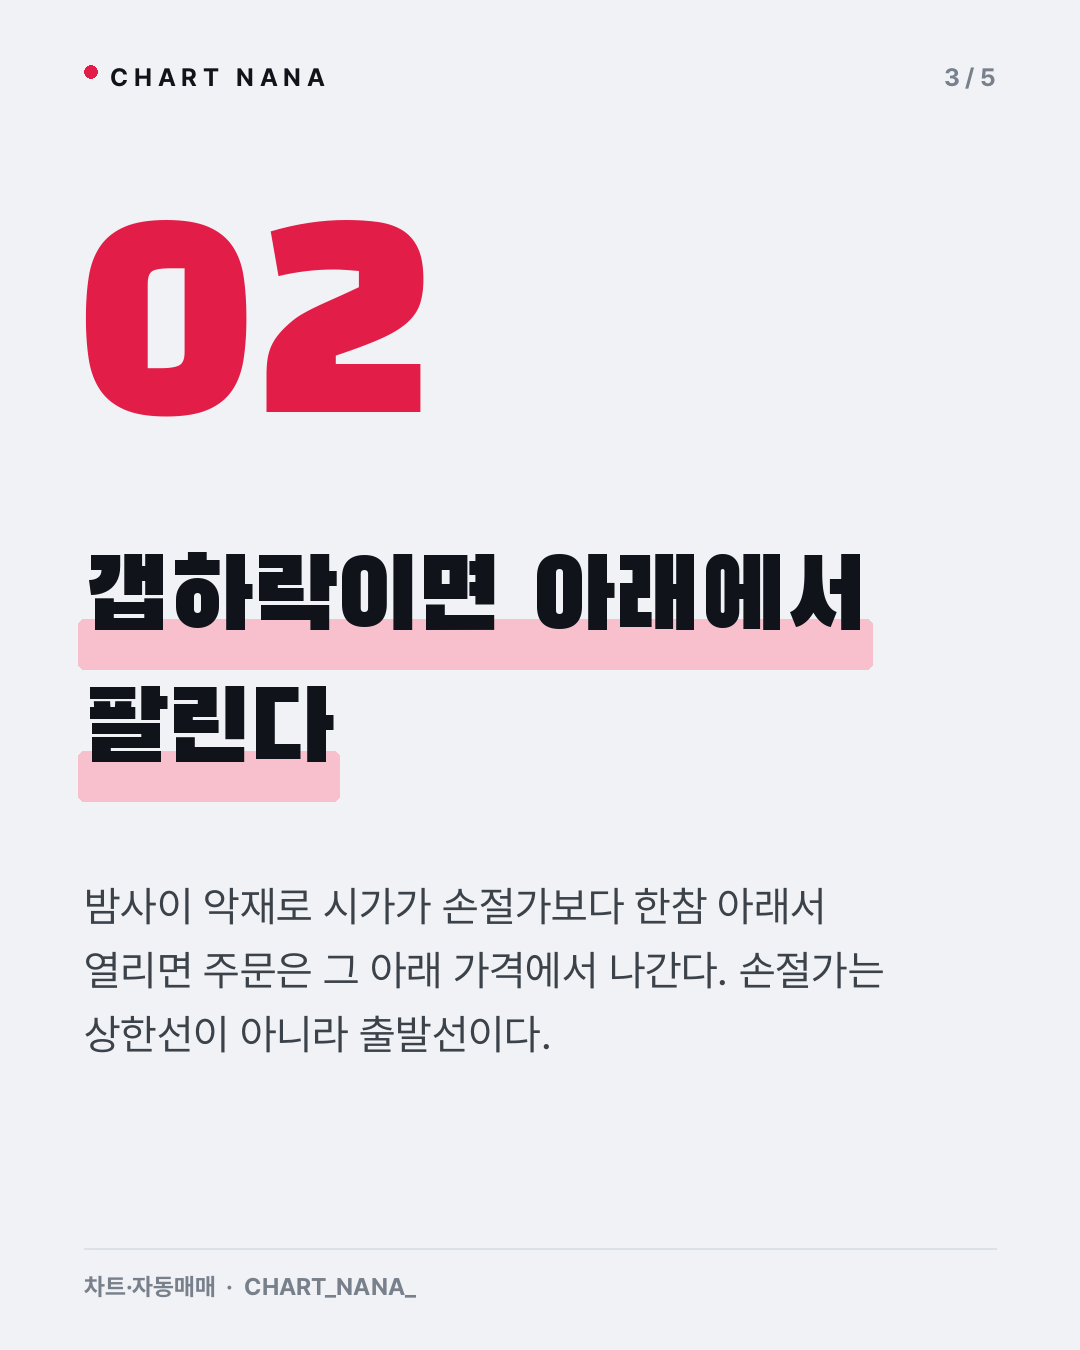 CHART NANA
3 / 5
02
갭하락이면 아래에서
팔린다
밤사이 악재로 시가가 손절가보다 한참 아래서
열리면 주문은 그 아래 가격에서 나간다. 손절가는
상한선이 아니라 출발선이다.
차트·자동매매 · CHART_NANA_